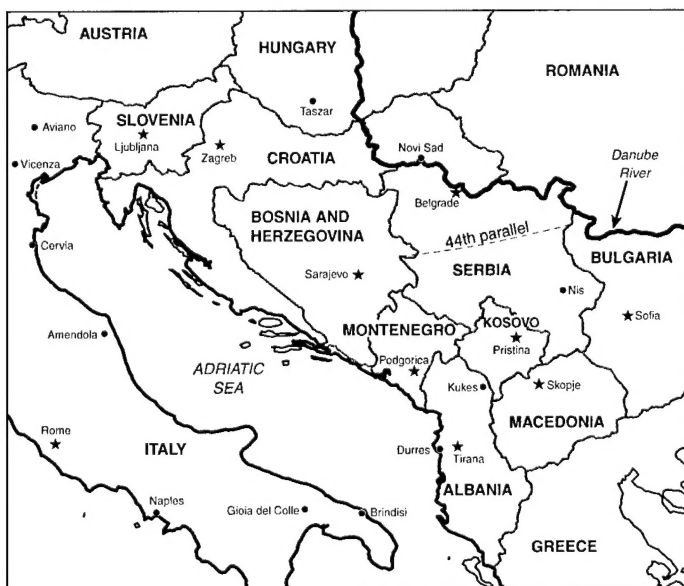 AUSTRIA
HUNGARY
ROMANIA
Taszar
Aviano
SLOVENIA
Ljubljana
Zagreb
CROATIA
Novi Sad
Vicenza
Danube
River
Belgrade
BOSNIA AND
HERZEGOVINA
44th parallel
Cervia
BULGARIA
SERBIA
Sarajevo
Nis
Sofia
MONTENEGRO
KOSOVO
Amendola
Pristina
ADRIATIC
SEA
Podgorica
Kukes
Skopje
MACEDONIA
Rome
ITALY
Durres
Tirana
ALBANIA
Naples
Gioia del Colle
Brindisi
GREECE